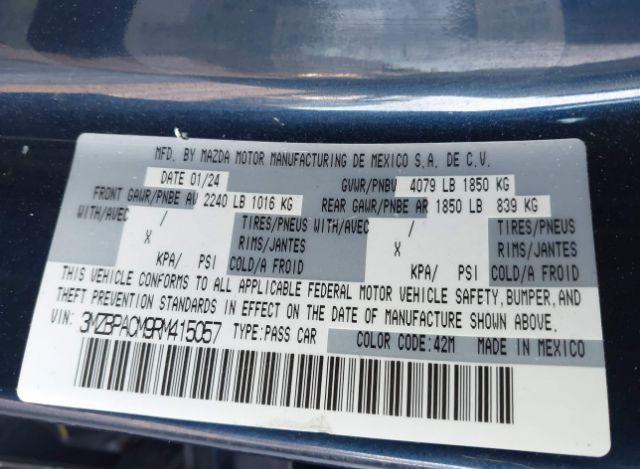 MFD. BY MAZDA MOTOR MANUFACTURING DE MEXICO S.A. DE C.V.
DATE 01/24 GVWR/PNBV 4079 LB 1850 KG
FRONT GAWR/PNBE AV 2240 LB 1016 KG REAR GAWR/PNBE AR 1850 LB 839 KG
WITH/AVEC / TIRES/PNEUS WITH/AVEC / TIRES/PNEUS
X RIMS/JANTES X RIMS/JANTES
KPA/ PSI COLD/A FROID KPA/ PSI COLD/A FROID
THIS VEHICLE CONFORMS TO ALL APPLICABLE FEDERAL MOTOR VEHICLE SAFETY, BUMPER, AND
THEFT PREVENTION STANDARDS IN EFFECT ON THE DATE OF MANUFACTURE SHOWN ABOVE.
VIN: 3MZBPACM9RM415057 TYPE:PASS CAR COLOR CODE:42M MADE IN MEXICO